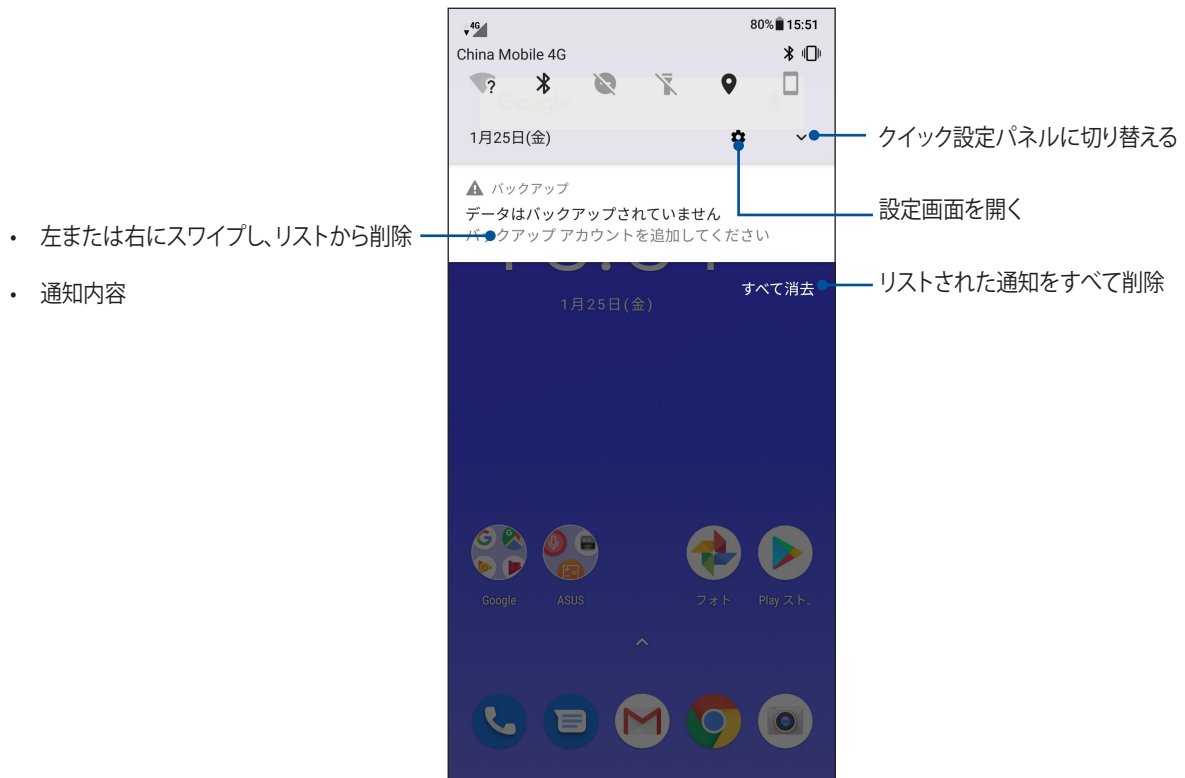 4G
80% 15:51
China Mobile 4G
?
Google
1月25日(金)
クイック設定パネルに切り替える
バックアップ
データはバックアップされていません
設定画面を開く
• 左または右にスワイプし、リストから削除
バックアップ アカウントを追加してください
• 通知内容
すべて消去
リストされた通知をすべて削除
1月25日(金)
Google
ASUS
フォト
Play スト...